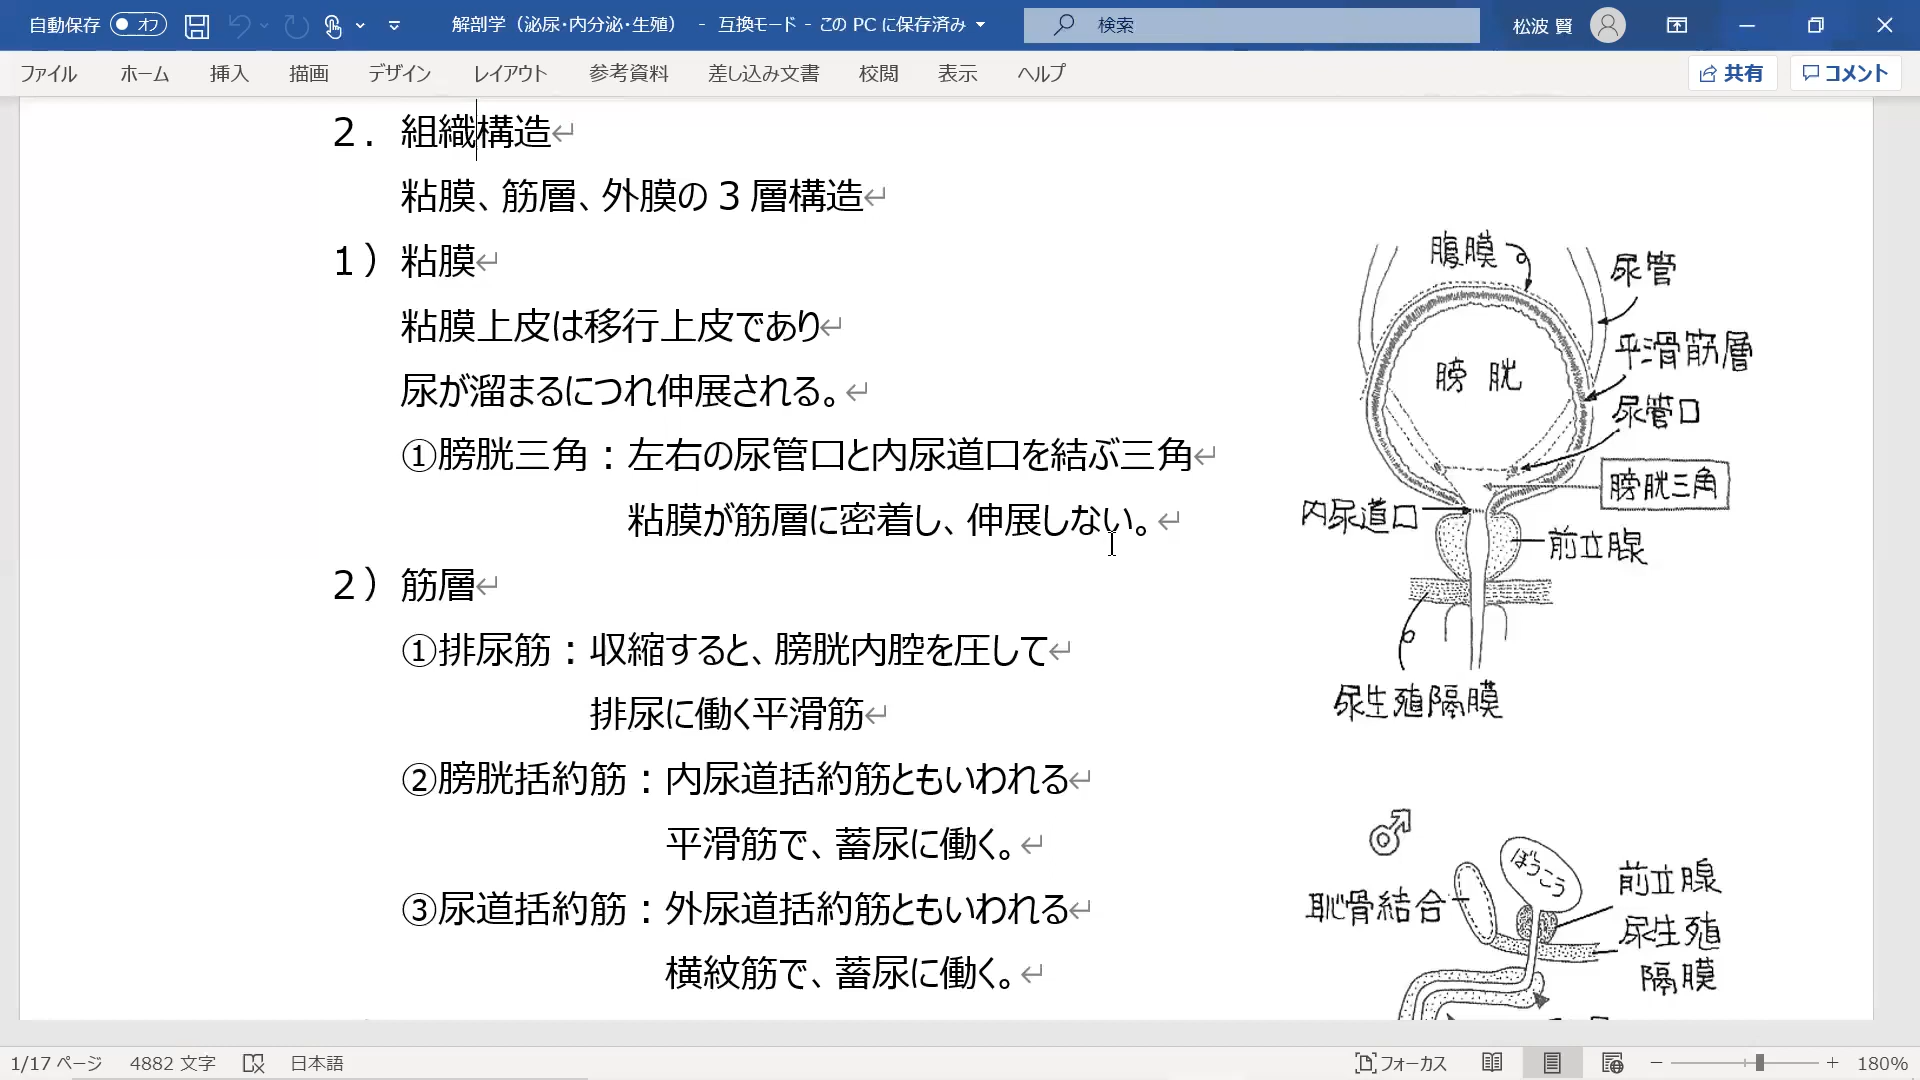 自動保存 オフ
解剖学（泌尿・内分泌・生殖） - 互換モード - この PC に保存済み
検索
松波 賢
ファイル ホーム 挿入 描画 デザイン レイアウト 参考資料 差し込み文書 校閲 表示 ヘルプ
共有 コメント
２．組織構造
粘膜、筋層、外膜の３層構造
１）粘膜
粘膜上皮は移行上皮であり
尿が溜まるにつれ伸展される。
①膀胱三角：左右の尿管口と内尿道口を結ぶ三角
粘膜が筋層に密着し、伸展しない。
２）筋層
①排尿筋：収縮すると、膀胱内腔を圧して
排尿に働く平滑筋
②膀胱括約筋：内尿道括約筋ともいわれる
平滑筋で、蓄尿に働く。
③尿道括約筋：外尿道括約筋ともいわれる
横紋筋で、蓄尿に働く。
腹膜
尿管
平滑筋層
膀胱
尿管口
膀胱三角
内尿道口
前立腺
尿生殖隔膜
♂
ぼうこう
前立腺
恥骨結合
尿生殖
隔膜
1/17 ページ 4882 文字 日本語
フォーカス
180%